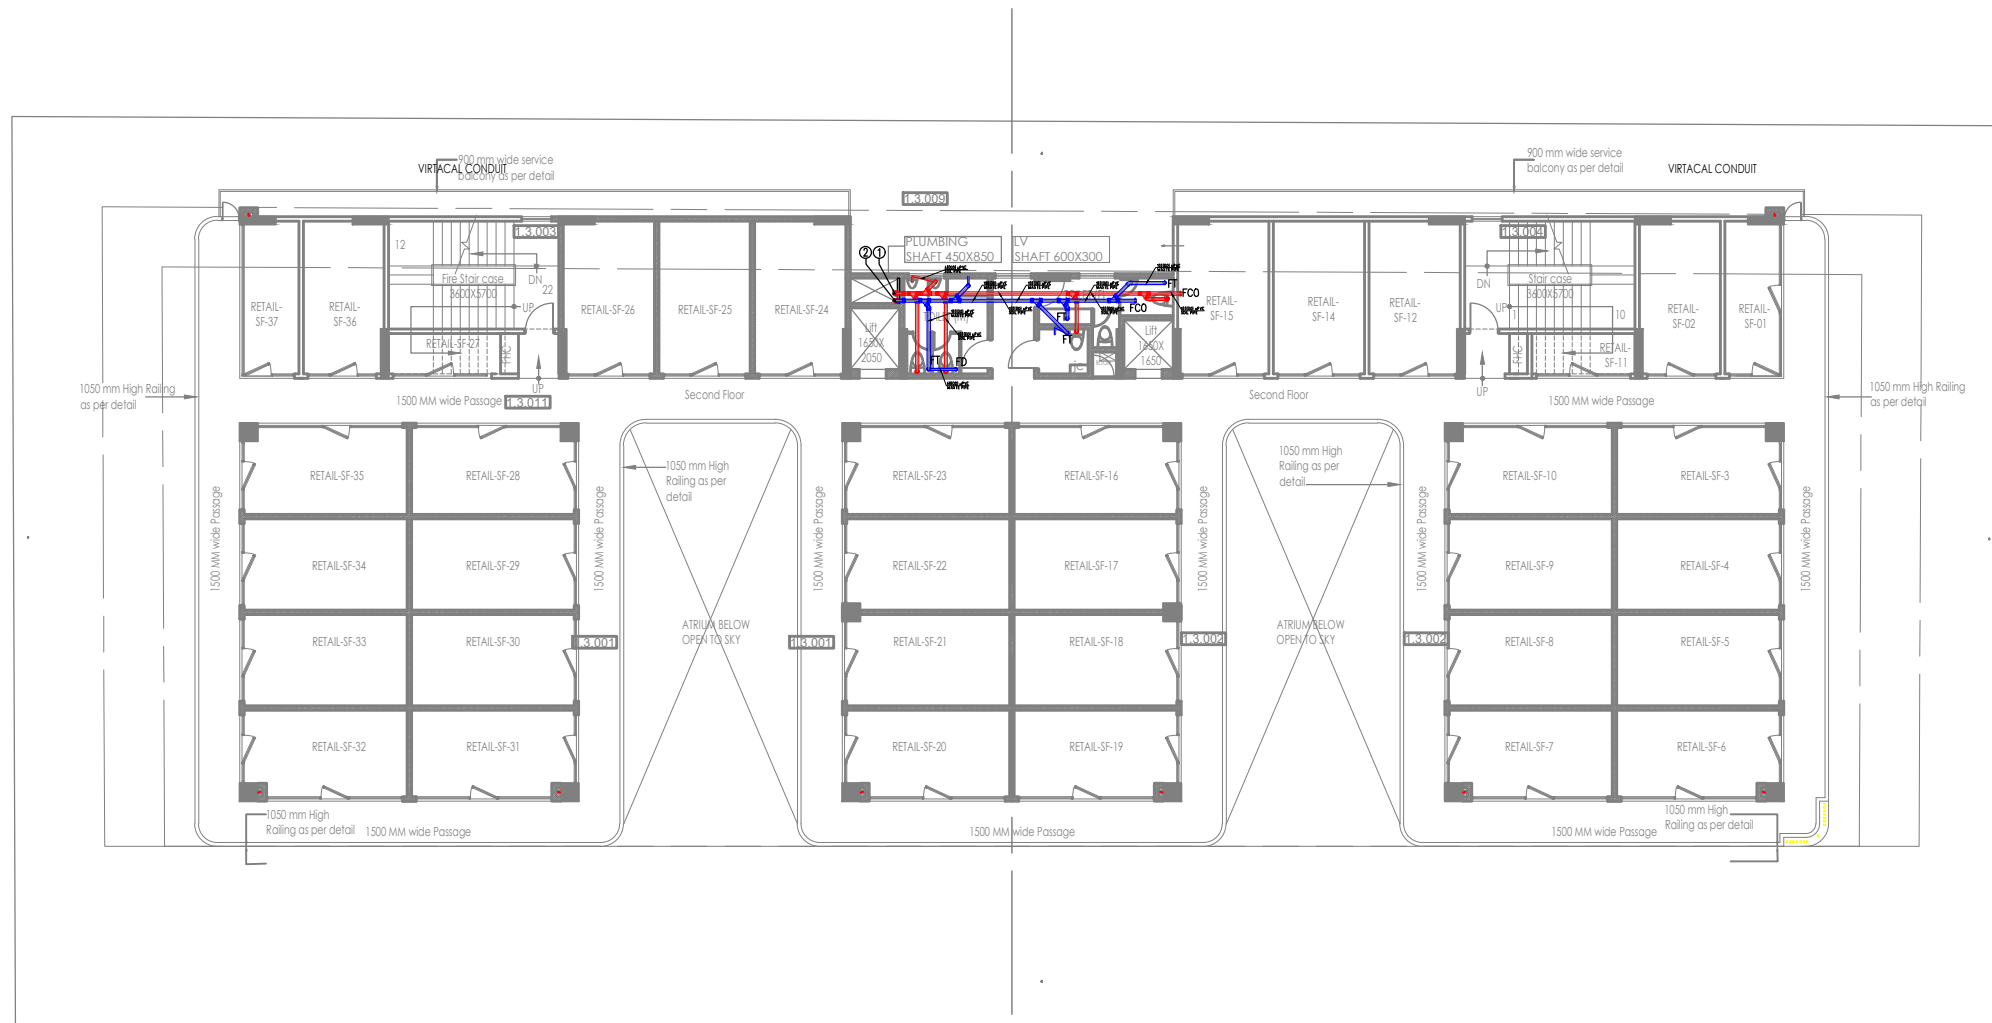 900 mm wide service
balcony as per detail
VIRTACAL CONDUIT
900 mm wide service
balcony as per detail
VIRTACAL CONDUIT
1.3.009
1.3.003
1.3.004
PLUMBING
SHAFT 450X850
LV
SHAFT 600X300
2
1
12
Fire Stair case
3600X5700
DN
22
UP
Stair case
3600X5700
DN
UP
1
10
RETAIL-
SF-37
RETAIL-
SF-36
RETAIL-SF-27
FHC
UP
RETAIL-SF-26
RETAIL-SF-25
RETAIL-SF-24
Lift
1650X
2050
FT
FD
FT
FT
FT
FCO
FCO
Lift
1650X
1650
RETAIL-
SF-15
RETAIL-
SF-14
RETAIL-
SF-12
FHC
UP
RETAIL-
SF-11
RETAIL-
SF-02
RETAIL-
SF-01
1050 mm High Railing
as per detail
1500 MM wide Passage
1.3.011
Second Floor
Second Floor
1500 MM wide Passage
1050 mm High Railing
as per detail
RETAIL-SF-35
RETAIL-SF-28
1050 mm High
Railing as per
detail
RETAIL-SF-23
RETAIL-SF-16
1050 mm High
Railing as per
detail
RETAIL-SF-10
RETAIL-SF-3
1500 MM wide Passage
1500 MM wide Passage
1500 MM wide Passage
1500 MM wide Passage
1500 MM wide Passage
1500 MM wide Passage
RETAIL-SF-34
RETAIL-SF-29
RETAIL-SF-22
RETAIL-SF-17
RETAIL-SF-9
RETAIL-SF-4
RETAIL-SF-33
RETAIL-SF-30
1.3.001
ATRIUM BELOW
OPEN TO SKY
1.3.001
RETAIL-SF-21
RETAIL-SF-18
1.3.002
ATRIUM BELOW
OPEN TO SKY
1.3.002
RETAIL-SF-8
RETAIL-SF-5
RETAIL-SF-32
RETAIL-SF-31
RETAIL-SF-20
RETAIL-SF-19
RETAIL-SF-7
RETAIL-SF-6
1050 mm High
Railing as per detail
1500 MM wide Passage
1500 MM wide Passage
1500 MM wide Passage
1050 mm High
Railing as per detail